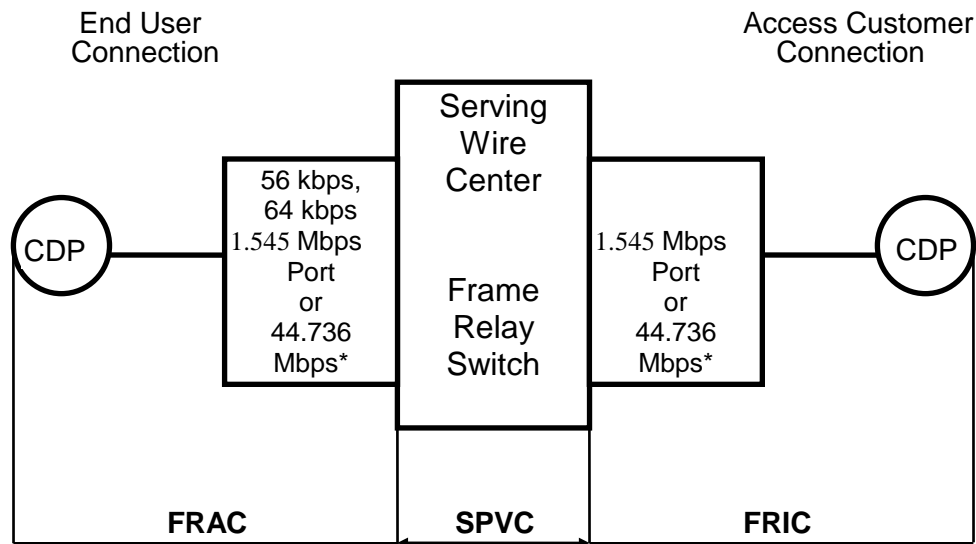 End User
Connection
Access Customer
Connection
Serving
Wire
Center
Frame
Relay
Switch
CDP
56 kbps,
64 kbps
1.545 Mbps
Port
or
44.736
Mbps*
1.545 Mbps
Port
or
44.736
Mbps*
CDP
FRAC
SPVC
FRIC